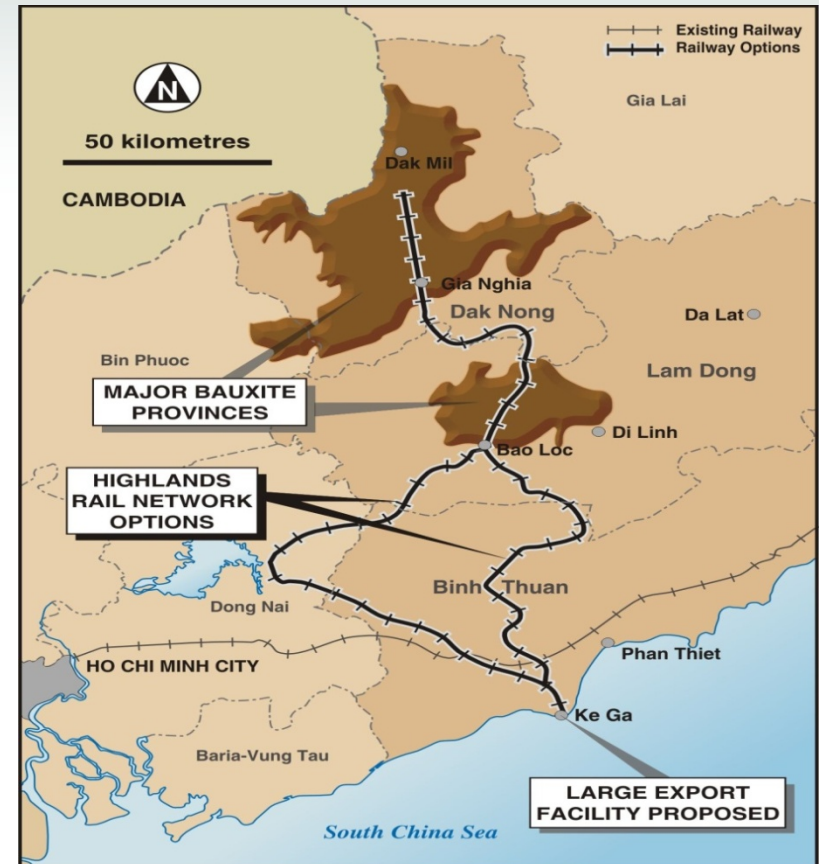 Existing Railway
Railway Options
N
Gia Lai
50 kilometres
Dak Mil
CAMBODIA
Gia Nghia
Dak Nong
Da Lat
Bin Phuoc
Lam Dong
MAJOR BAUXITE
PROVINCES
Di Linh
Bao Loc
HIGHLANDS
RAIL NETWORK
OPTIONS
Binh Thuan
Dong Nai
HO CHI MINH CITY
Phan Thiet
Ke Ga
Baria-Vung Tau
LARGE EXPORT
FACILITY PROPOSED
South China Sea